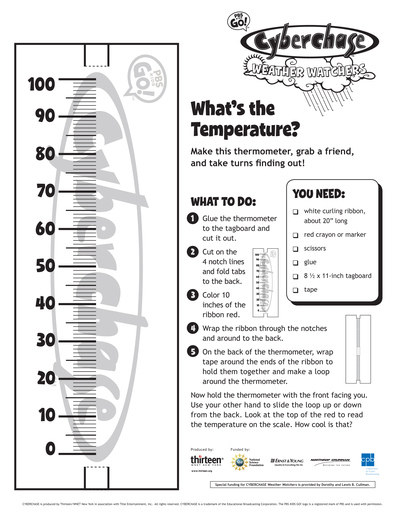 PBS KIDS GO!
Cyberchase
WEATHER WATCHERS
PBS KIDS GO!
Cyberchase
100
90
80
70
60
50
40
30
20
10
0
What's the
Temperature?
Make this thermometer, grab a friend,
and take turns finding out!
WHAT TO DO:
1 Glue the thermometer
to the tagboard and
cut it out.
2 Cut on the
4 notch lines
and fold tabs
to the back.
3 Color 10
inches of the
ribbon red.
4 Wrap the ribbon through the notches
and around to the back.
5 On the back of the thermometer, wrap
tape around the ends of the ribbon to
hold them together and make a loop
around the thermometer.
YOU NEED:
white curling ribbon,
about 20” long
red crayon or marker
scissors
glue
8 ½ x 11-inch tagboard
tape
Now hold the thermometer with the front facing you.
Use your other hand to slide the loop up or down
from the back. Look at the top of the red to read
the temperature on the scale. How cool is that?
Produced by:
thirteen
Funded by:
ERNST & YOUNG
NORTHROP GRUMMAN
cpb
Special funding for CYBERCHASE Weather Watchers is provided by Dorothy and Lewis B. Cullman.